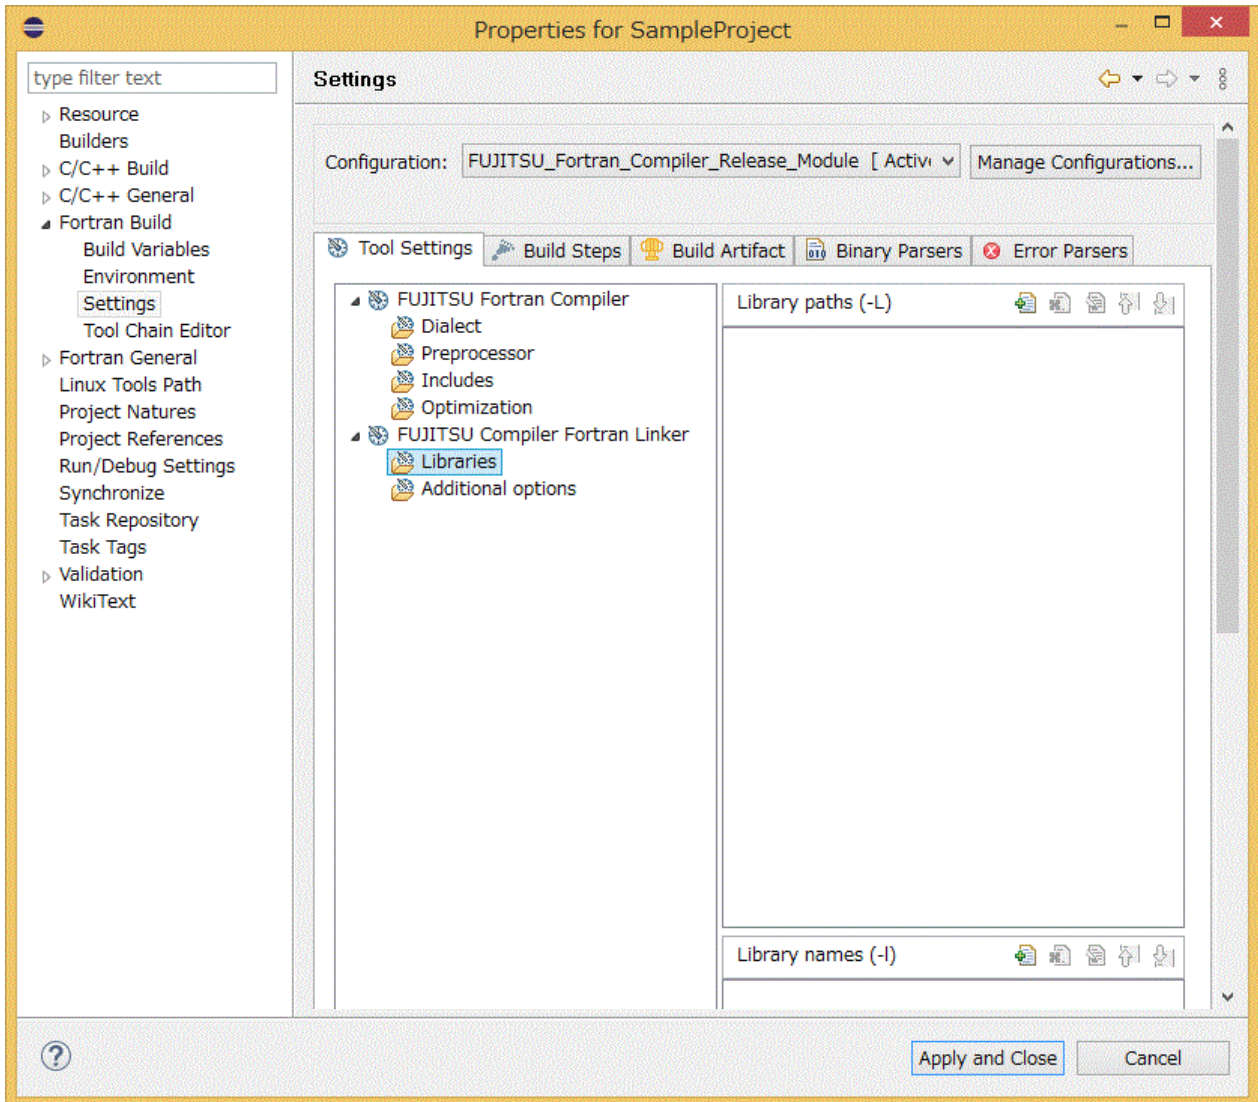 Properties for SampleProject
type filter text
Resource
Builders
C/C++ Build
C/C++ General
Fortran Build
Build Variables
Environment
Settings
Tool Chain Editor
Fortran General
Linux Tools Path
Project Natures
Project References
Run/Debug Settings
Synchronize
Task Repository
Task Tags
Validation
WikiText
Settings
Configuration: FUJITSU_Fortran_Compiler_Release_Module [ Active Manage Configurations...
Tool Settings Build Steps Build Artifact Binary Parsers Error Parsers
FUJITSU Fortran Compiler
Dialect
Preprocessor
Includes
Optimization
FUJITSU Compiler Fortran Linker
Libraries
Additional options
Library paths (-L)
Library names (-l)
Apply and Close Cancel